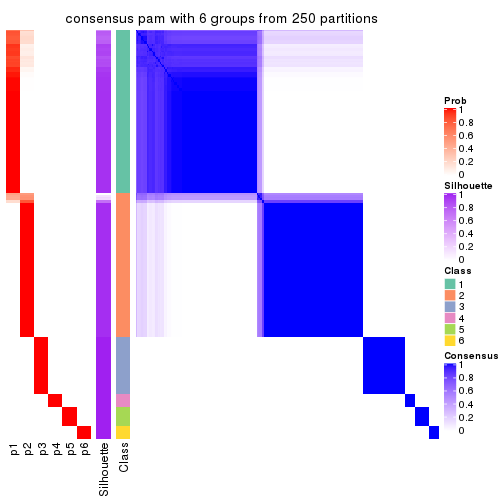 consensus pam with 6 groups from 250 partitions
Prob
1
0.8
0.6
0.4
0.2
0
Silhouette
1
0.8
0.6
0.4
0.2
0
Class
1
2
3
4
5
6
Consensus
1
0.8
0.6
0.4
0.2
0
p1
p2
p3
p4
p5
p6
Silhouette
Class